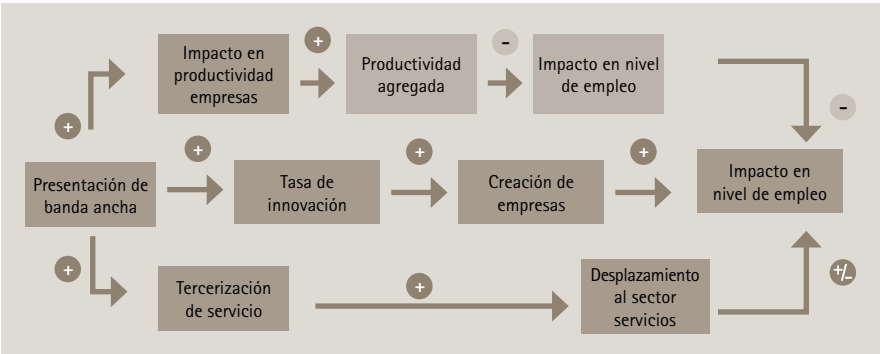 Impacto en
productividad
empresas
+
Productividad
agregada
-
Impacto en nivel
de empleo
-
+
Presentación de
banda ancha
+
Tasa de
innovación
+
Creación de
empresas
+
Impacto en
nivel de empleo
+
Tercerización
de servicio
+
Desplazamiento
al sector
servicios
+/-